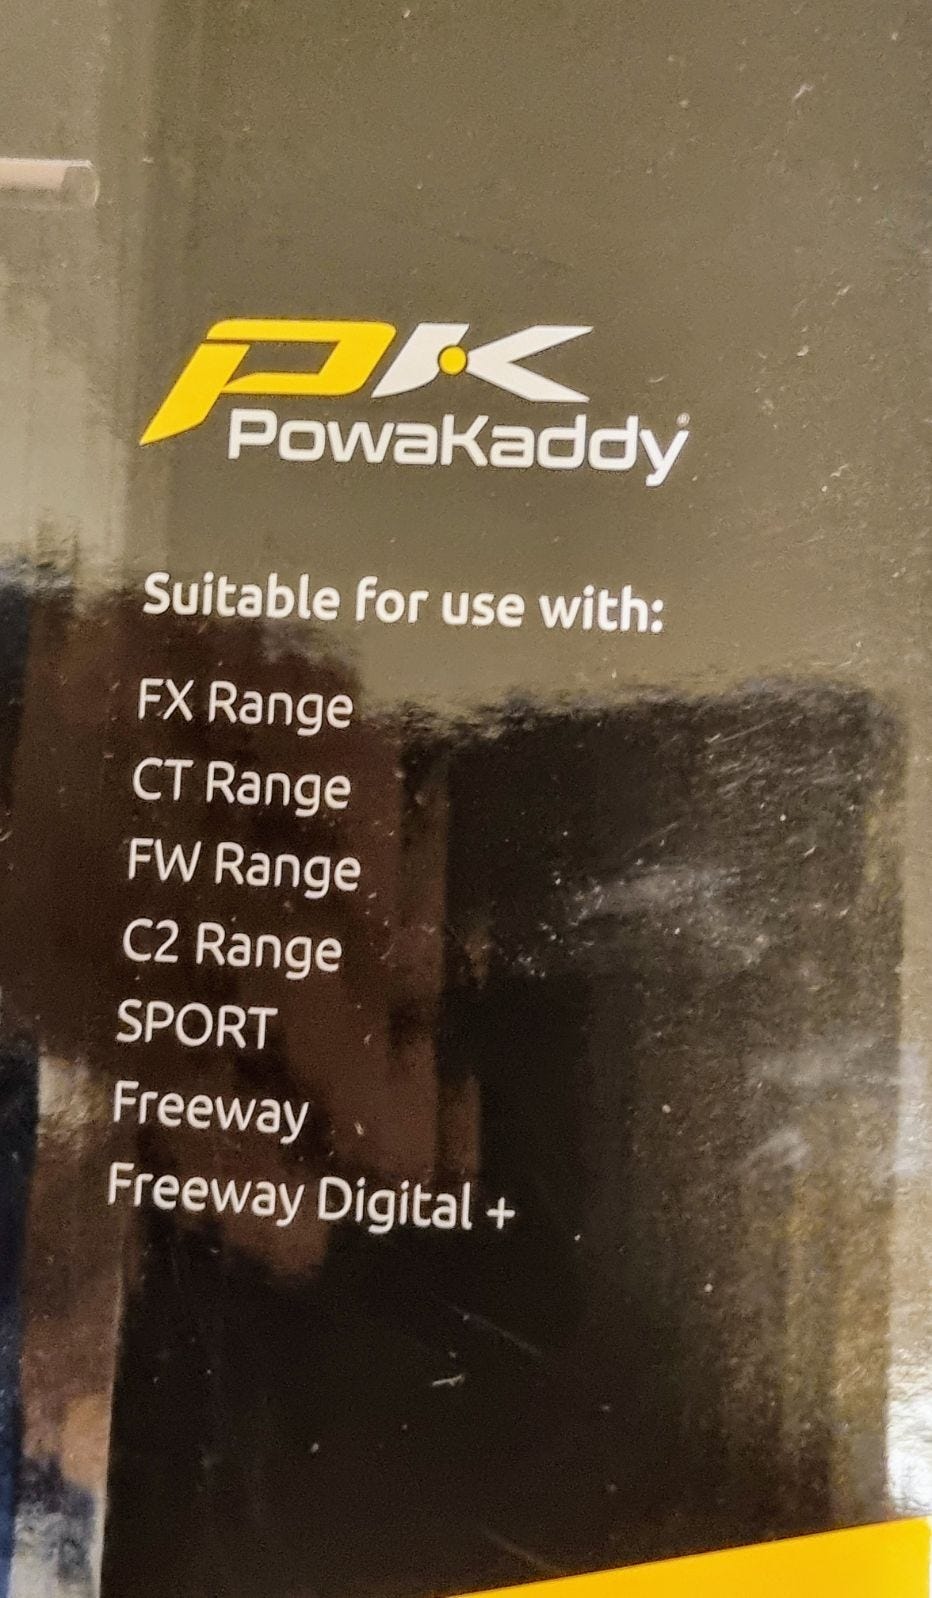 PK
PowaKaddy®
Suitable for use with:
FX Range
CT Range
FW Range
C2 Range
SPORT
Freeway
Freeway Digital +